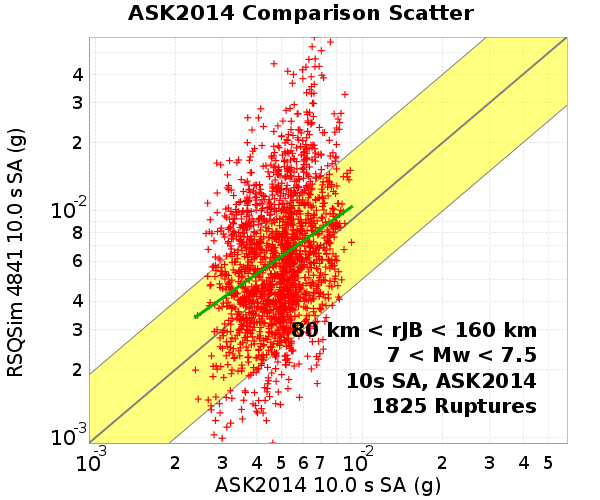 ASK2014 Comparison Scatter
RSQSim 4841 10.0 s SA (g)
4
3
2
10^-2
8
6
4
3
2
10^-3
80 km < rJB < 160 km
7 < Mw < 7.5
10s SA, ASK2014
1825 Ruptures
10^-3 2 3 4 5 6 7 10^-2 2 3 4 5
ASK2014 10.0 s SA (g)